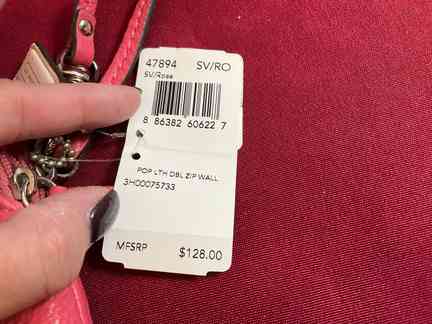 47894 SV/RO
SV/Rose
8 86382 60622 7
POP LTH DBL ZIP WALL
3H00075733
MFSRP $128.00